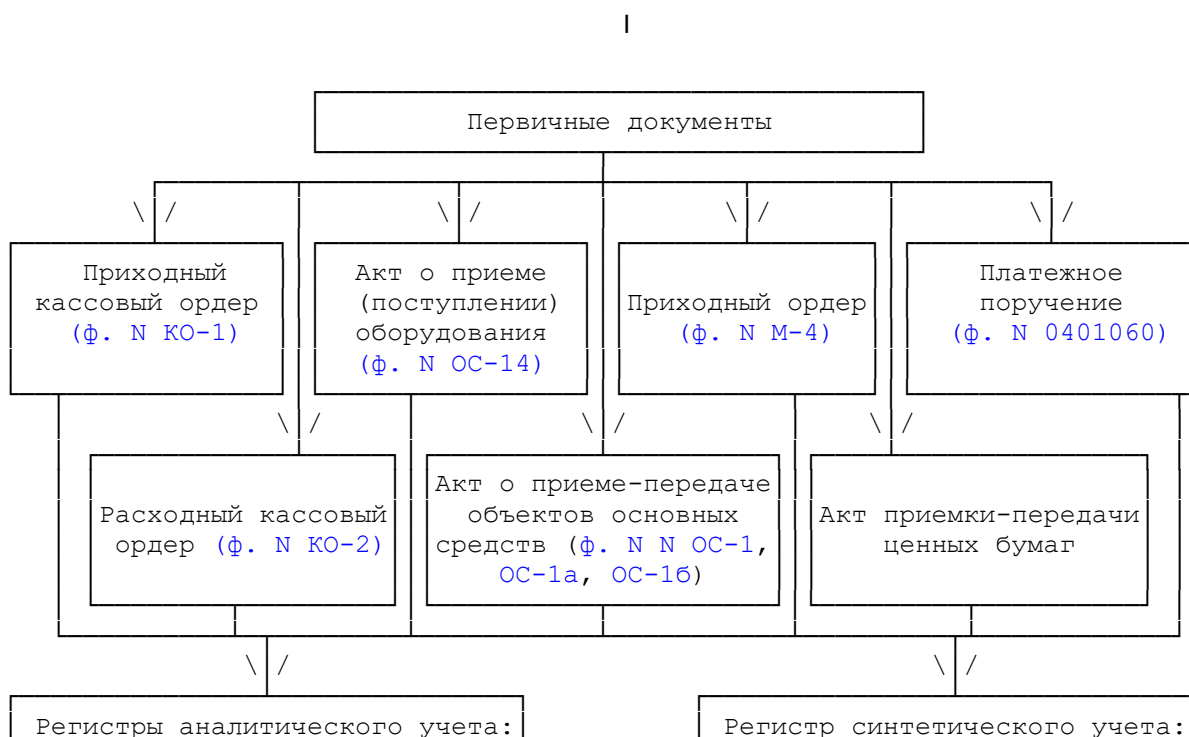 Первичные документы
Приходный
кассовый ордер
(ф. N КО-1)
Акт о приеме
(поступлении)
оборудования
(ф. N ОС-14)
Приходный ордер
(ф. N М-4)
Платежное
поручение
(ф. N 0401060)
Расходный кассовый
ордер (ф. N КО-2)
Акт о приеме-передаче
объектов основных
средств (ф. N N ОС-1,
ОС-1а, ОС-1б)
Акт приемки-передачи
ценных бумаг
Регистры аналитического учета:
Регистр синтетического учета: